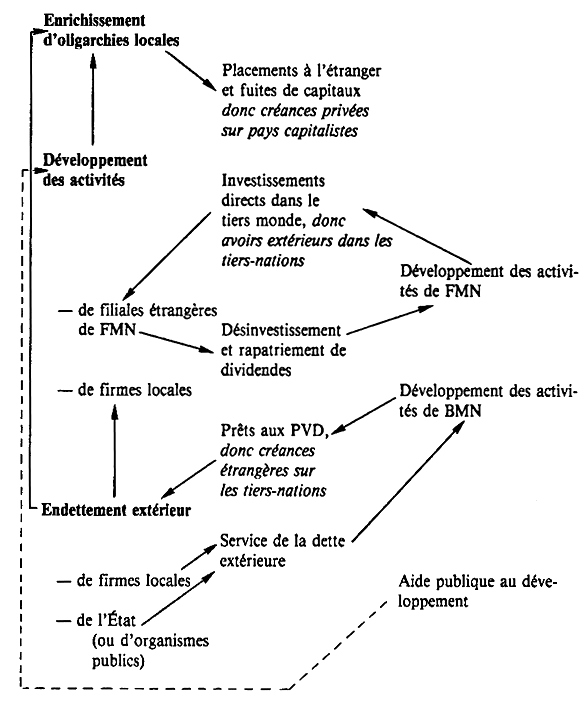 Enrichissement
d'oligarchies locales
Placements à l'étranger
et fuites de capitaux
donc créances privées
sur pays capitalistes
Développement
des activités
Investissements
directs dans le
tiers monde, donc
avoirs extérieurs dans les
tiers-nations
Développement des activi-
tés de FMN
— de filiales étrangères
de FMN
Désinvestissement
et rapatriement de
dividendes
— de firmes locales
Développement des activi-
tés de BMN
Prêts aux PVD,
donc créances
étrangères sur
les tiers-nations
Endettement extérieur
Service de la dette
extérieure
— de firmes locales
Aide publique au déve-
loppement
— de l'État
(ou d'organismes
publics)